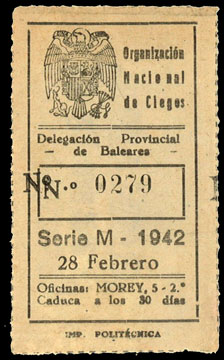 Organización
Nacional
de Ciegos
Delegación Provincial
- de Baleares -
N.º 0279
Serie M - 1942
28 Febrero
Oficinas: MOREY, 5 - 2.º
Caduca a los 30 días
IMP. POLITÉCNICA